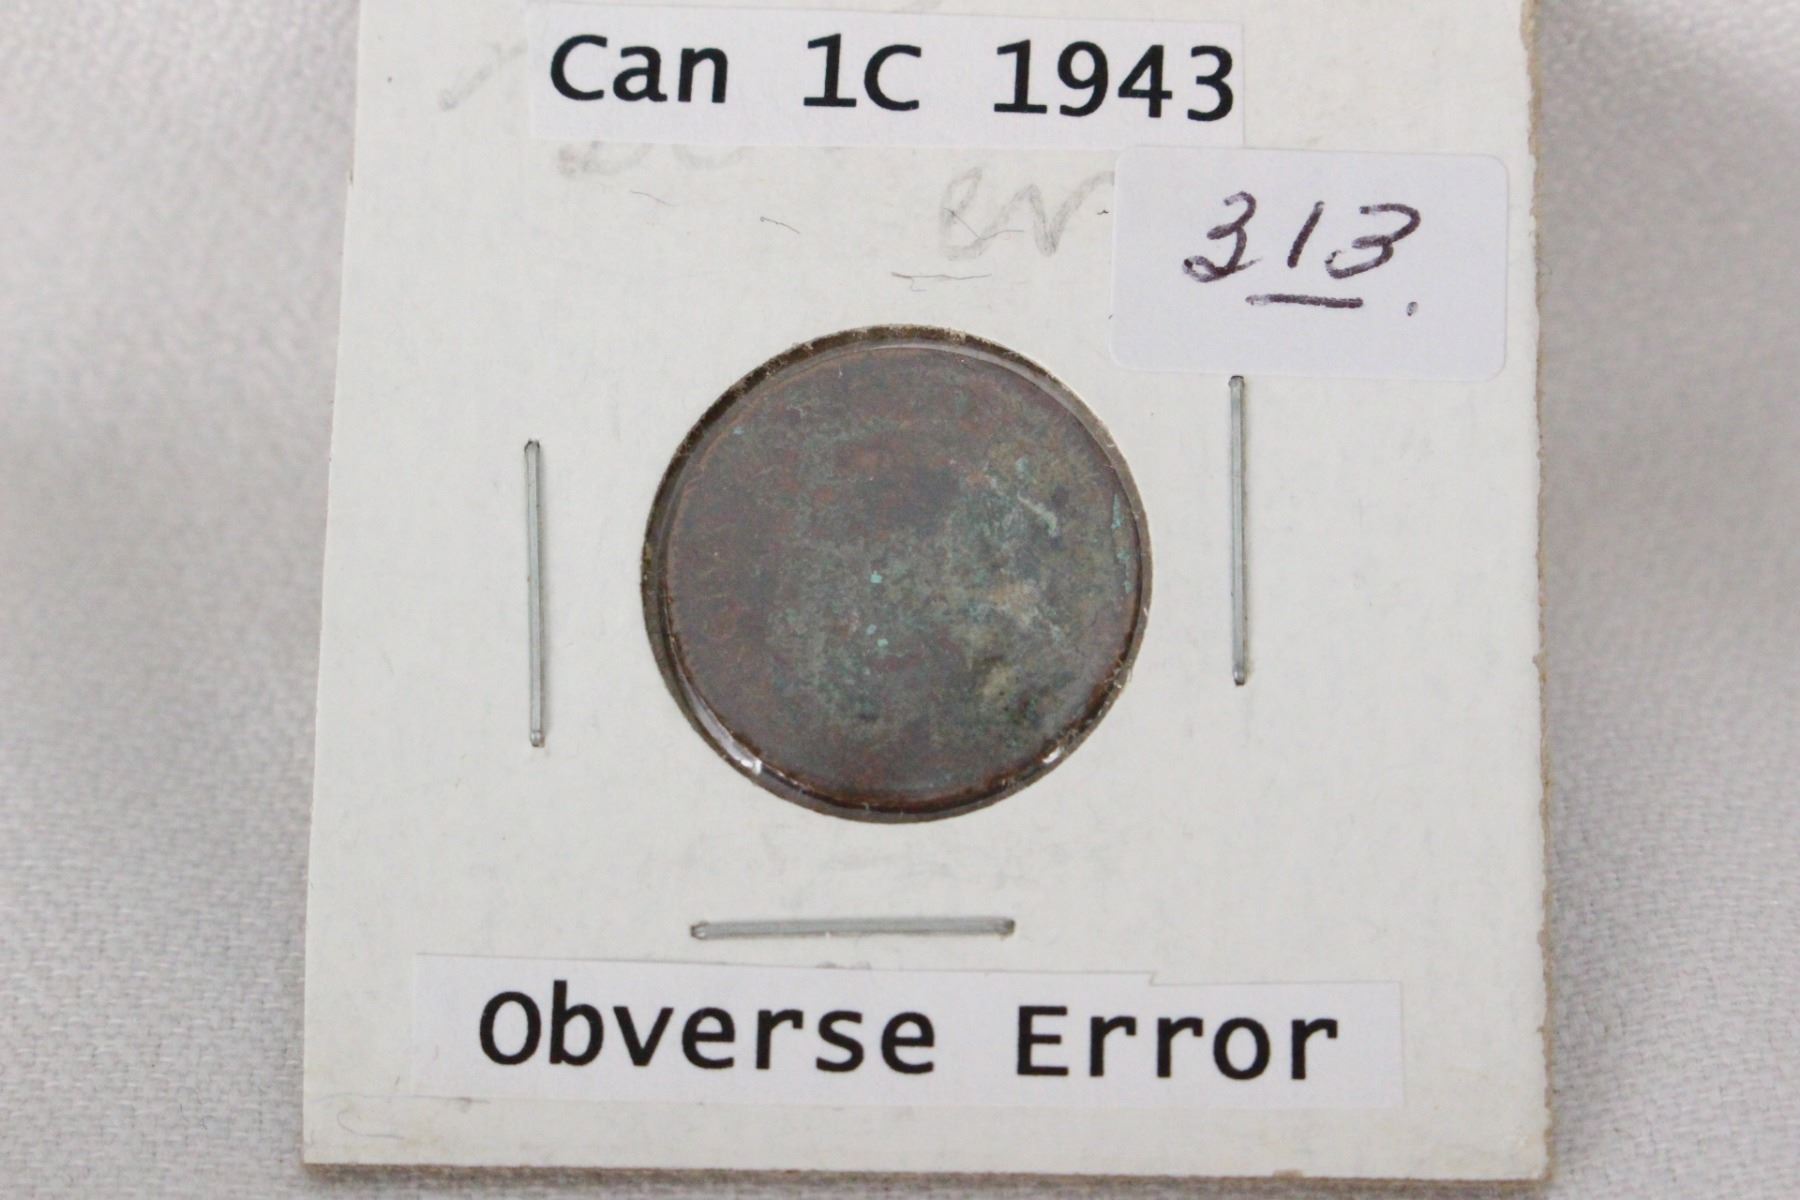 Can 1C 1943
313.
Obverse Error